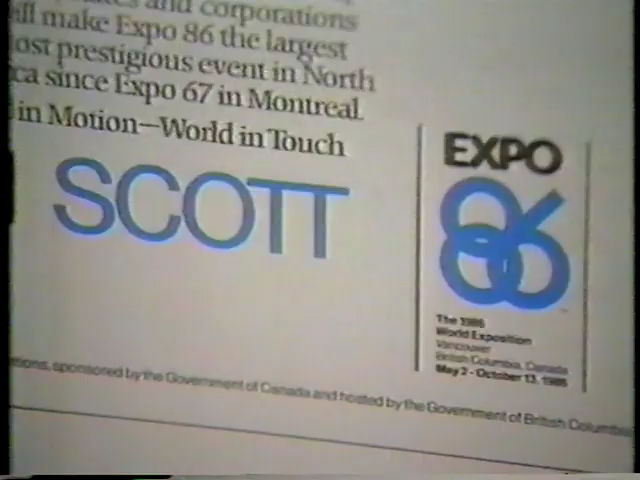 and corporations
make Expo 86 the largest
ost prestigious event in North
ca since Expo 67 in Montreal.
in Motion—World in Touch
SCOTT
EXPO
86
The 1986
World Exposition
Vancouver
British Columbia, Canada
May 2 - October 13, 1986
tions, sponsored by the Government of Canada and hosted by the Government of British Columbia